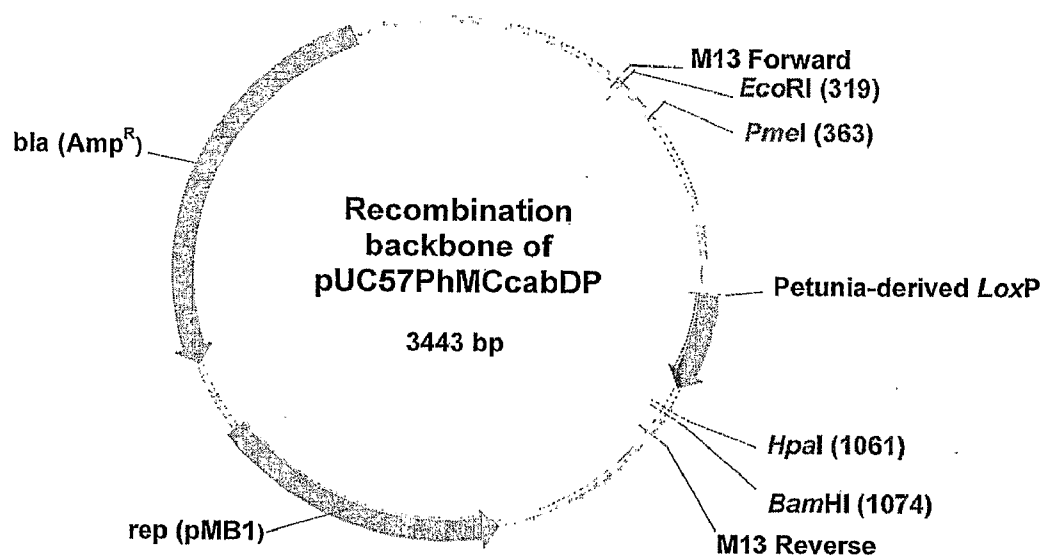 M13 Forward
EcoRI (319)
PmeI (363)
bla (AmpR)
Recombination
backbone of
pUC57PhMCcabDP
3443 bp
Petunia-derived LoxP
HpaI (1061)
BamHI (1074)
M13 Reverse
rep (pMB1)